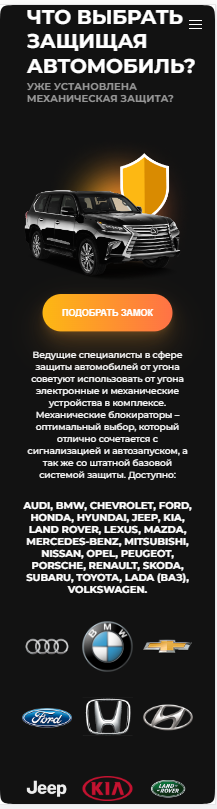 ЧТО ВЫБРАТЬ
ЗАЩИЩАЯ
АВТОМОБИЛЬ?
УЖЕ УСТАНОВЛЕНА
МЕХАНИЧЕСКАЯ ЗАЩИТА?
ПОДОБРАТЬ ЗАМОК
Ведущие специалисты в сфере
защиты автомобилей от угона
советуют использовать от угона
электронные и механические
устройства в комплексе.
Механические блокираторы –
оптимальный выбор, который
отлично сочетается с
сигнализацией и автозапуском, а
так же со штатной базовой
системой защиты. Доступно:
AUDI, BMW, CHEVROLET, FORD,
HONDA, HYUNDAI, JEEP, KIA,
LAND ROVER, LEXUS, MAZDA,
MERCEDES-BENZ, MITSUBISHI,
NISSAN, OPEL, PEUGEOT,
PORSCHE, RENAULT, SKODA,
SUBARU, TOYOTA, LADA (ВАЗ),
VOLKSWAGEN.
BMW
Ford
Jeep KIA LAND ROVER